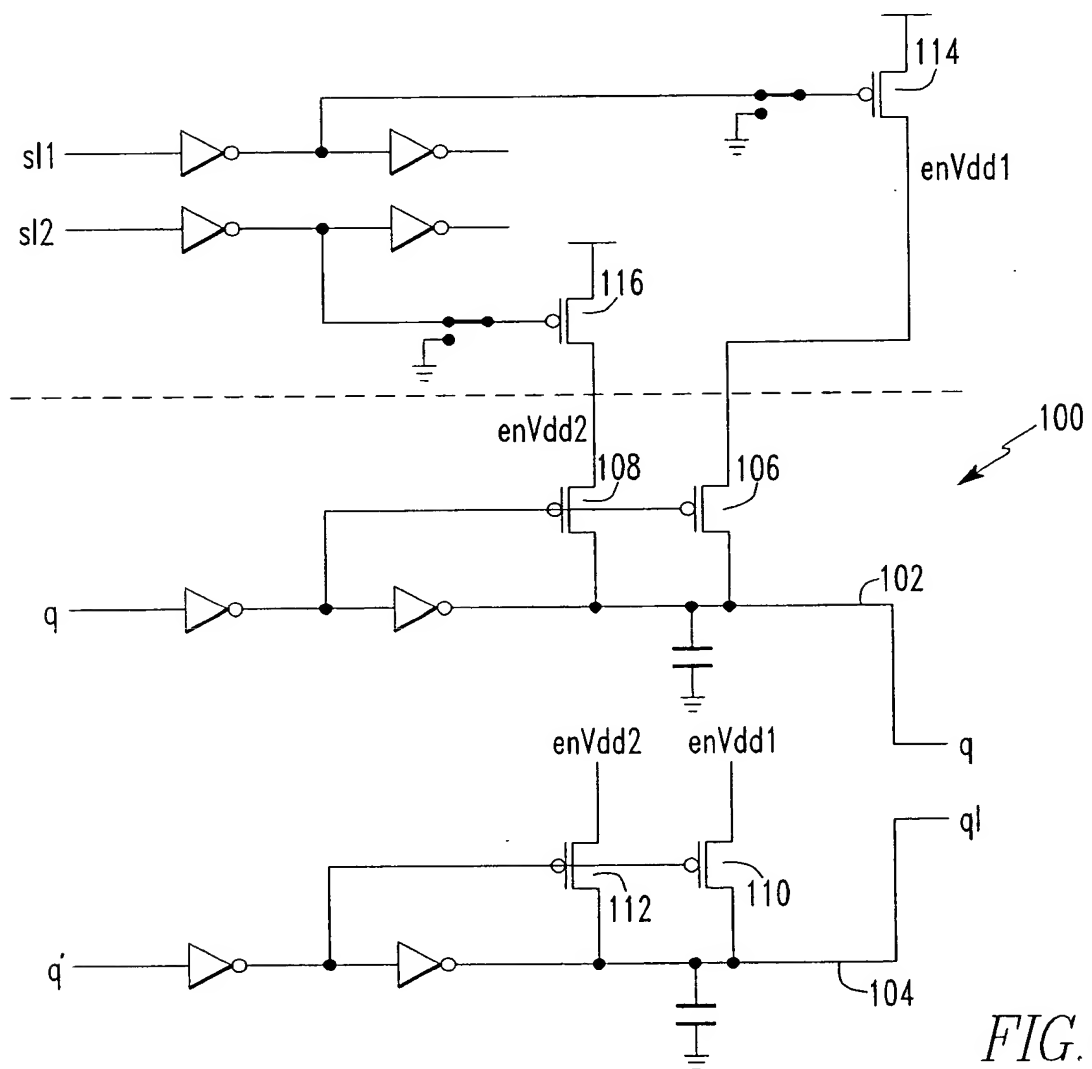 114
sl1
enVdd1
sl2
116
enVdd2
100
108
106
q
102
enVdd2
enVdd1
q
ql
112
110
q'
104
FIG.